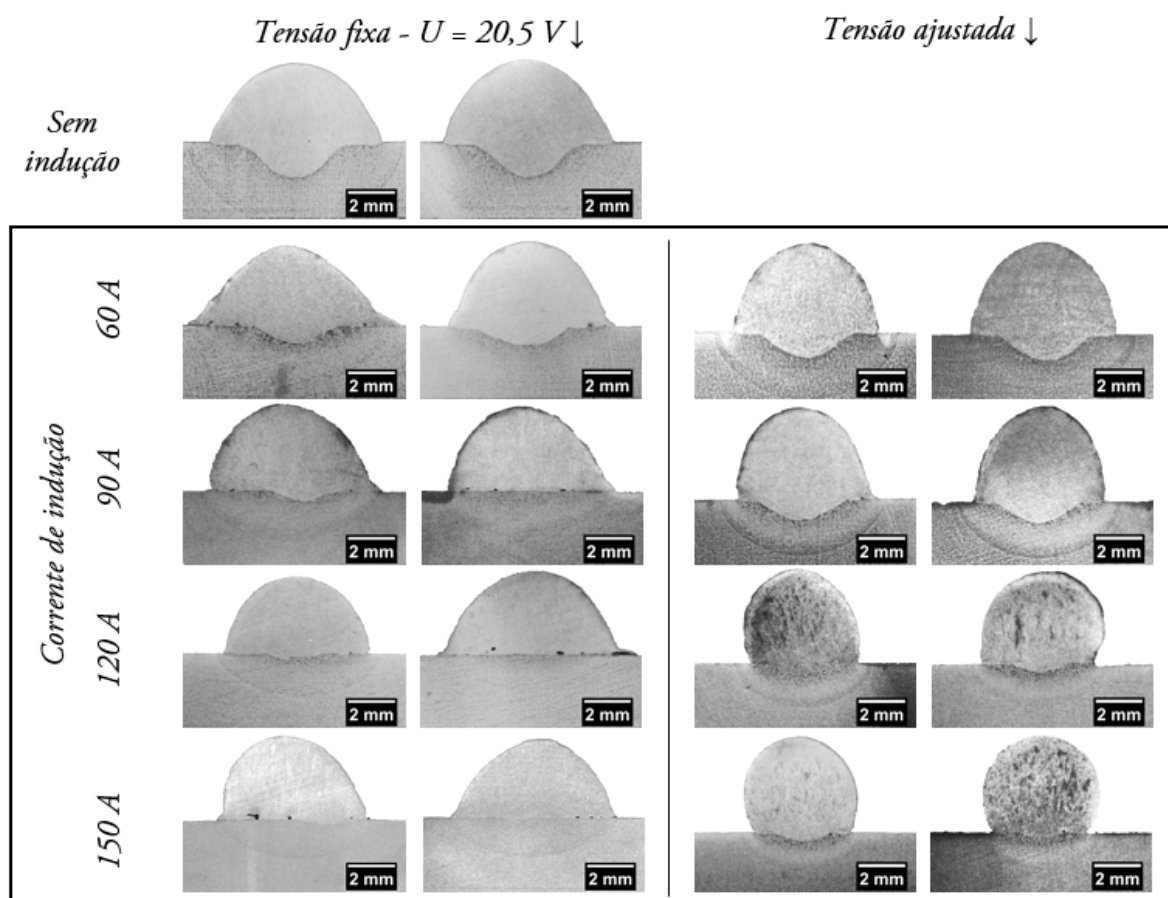 Tensão fixa - U = 20,5 V ↓
Tensão ajustada ↓
Sem
indução
2 mm
2 mm
Corrente de indução
60 A
2 mm
2 mm
2 mm
2 mm
90 A
2 mm
2 mm
2 mm
2 mm
120 A
2 mm
2 mm
2 mm
2 mm
150 A
2 mm
2 mm
2 mm
2 mm